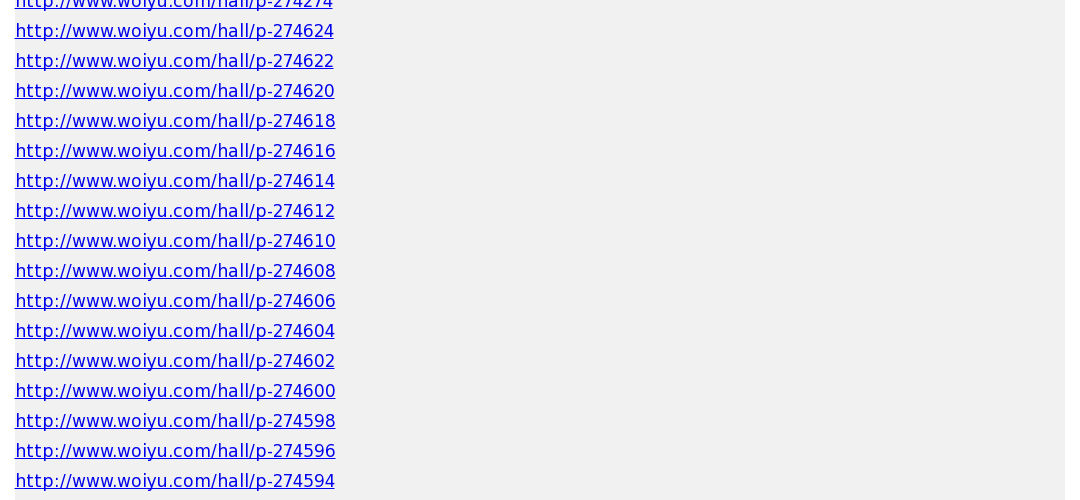 http://www.woiyu.com/hall/p-274274
http://www.woiyu.com/hall/p-274624
http://www.woiyu.com/hall/p-274622
http://www.woiyu.com/hall/p-274620
http://www.woiyu.com/hall/p-274618
http://www.woiyu.com/hall/p-274616
http://www.woiyu.com/hall/p-274614
http://www.woiyu.com/hall/p-274612
http://www.woiyu.com/hall/p-274610
http://www.woiyu.com/hall/p-274608
http://www.woiyu.com/hall/p-274606
http://www.woiyu.com/hall/p-274604
http://www.woiyu.com/hall/p-274602
http://www.woiyu.com/hall/p-274600
http://www.woiyu.com/hall/p-274598
http://www.woiyu.com/hall/p-274596
http://www.woiyu.com/hall/p-274594